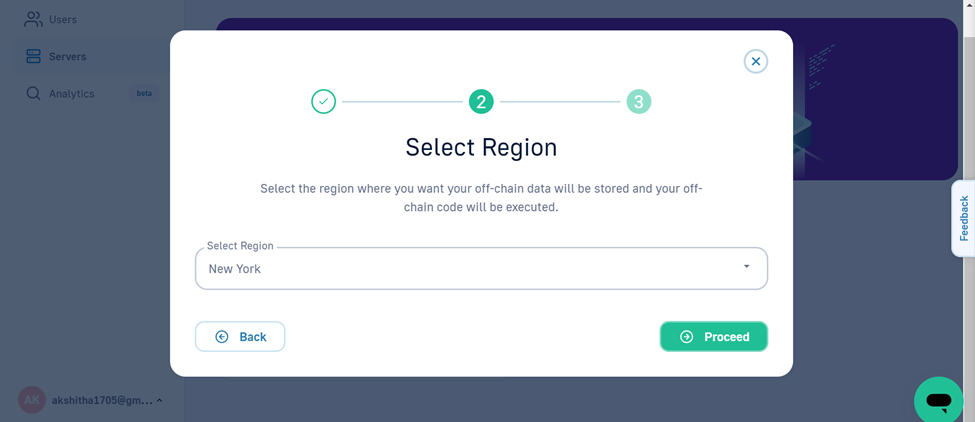 Users
Servers
Analytics beta
2
3
Select Region
Select the region where you want your off-chain data will be stored and your off-
chain code will be executed.
Select Region
New York
Back
Proceed
Feedback
AK akshitha1705@gm...